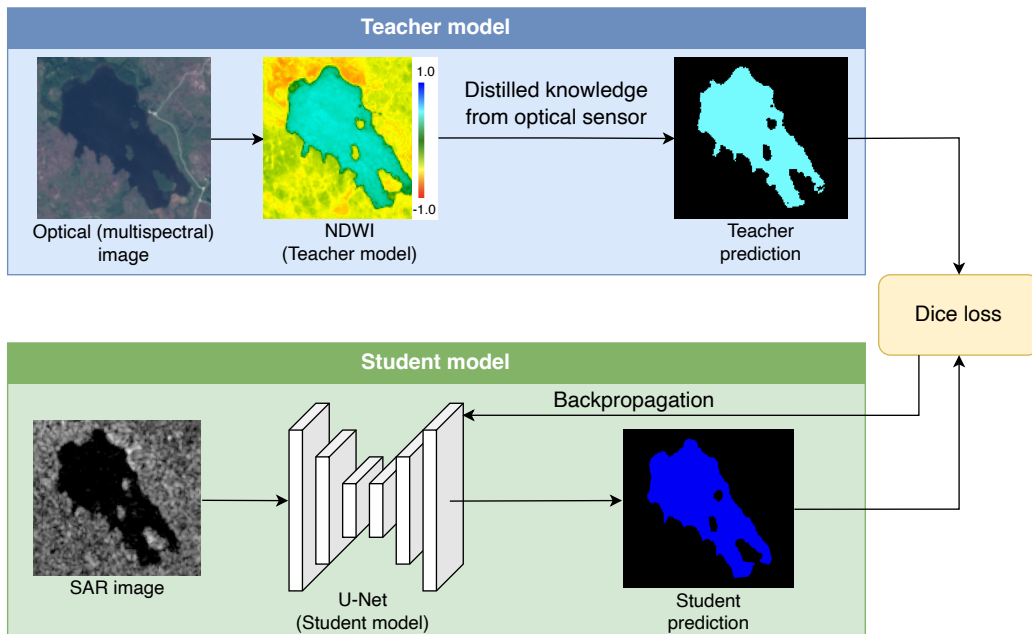 Teacher model
1.0
-1.0
Distilled knowledge
from optical sensor
Optical (multispectral)
image
NDWI
(Teacher model)
Teacher
prediction
Dice loss
Student model
Backpropagation
SAR image
U-Net
(Student model)
Student
prediction